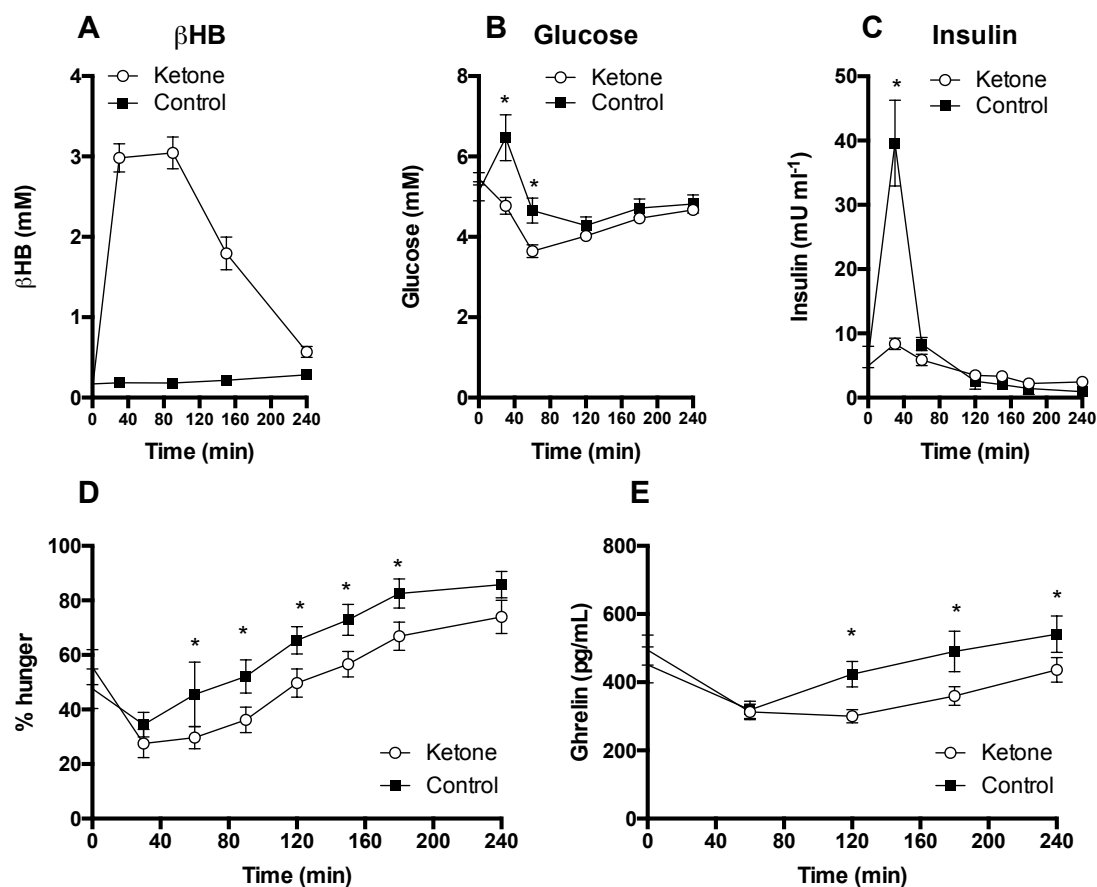 A
βHB
Ketone
Control
4
3
2
1
0
βHB (mM)
0 40 80 120 160 200 240
Time (min)
B
Glucose
Ketone
Control
8
*
6
*
4
2
0
Glucose (mM)
0 40 80 120 160 200 240
Time (min)
C
Insulin
Ketone
Control
50
*
40
30
20
10
0
Insulin (mU ml-1)
0 40 80 120 160 200 240
Time (min)
D
100
80
60
40
20
0
% hunger
* * * * *
Ketone
Control
0 40 80 120 160 200 240
Time (min)
E
800
600
400
200
0
Ghrelin (pg/mL)
* * *
Ketone
Control
0 40 80 120 160 200 240
Time (min)